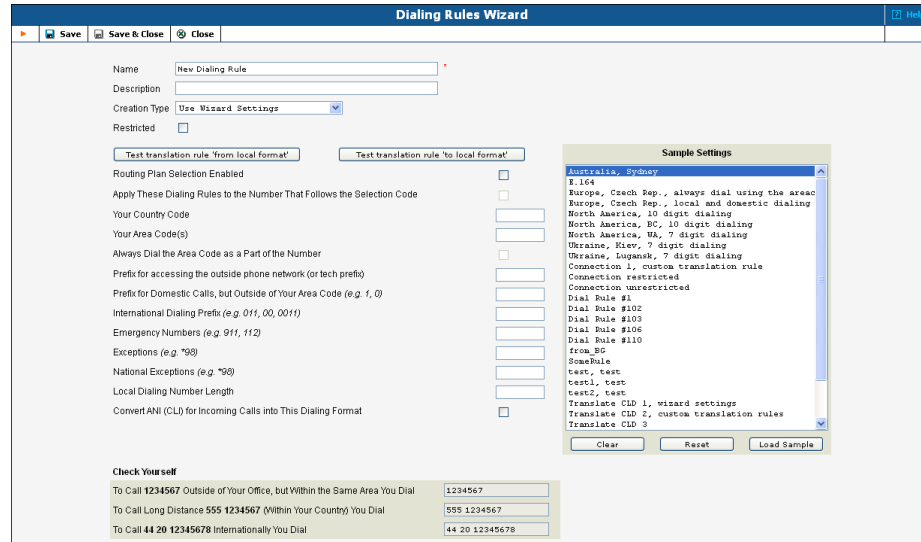 Dialing Rules Wizard
Save
Save & Close
Close
Name
New Dialing Rule
*
Description
Creation Type
Use Wizard Settings
Restricted
Test translation rule 'from local format'
Test translation rule 'to local format'
Routing Plan Selection Enabled
Apply These Dialing Rules to the Number That Follows the Selection Code
Your Country Code
Your Area Code(s)
Always Dial the Area Code as a Part of the Number
Prefix for accessing the outside phone network (or tech prefix)
Prefix for Domestic Calls, but Outside of Your Area Code (e.g. 1, 0)
International Dialing Prefix (e.g. 011, 00, 0011)
Emergency Numbers (e.g. 911, 112)
Exceptions (e.g. *98)
National Exceptions (e.g. *98)
Local Dialing Number Length
Convert ANI (CLI) for Incoming Calls into This Dialing Format
Sample Settings
Australia, Sydney
E.164
Europe, Czech Rep., always dial using the areac
Europe, Czech Rep., local and domestic dialing
North America, 10 digit dialing
North America, BC, 10 digit dialing
North America, WA, 7 digit dialing
Ukraine, Kiev, 7 digit dialing
Ukraine, Lugansk, 7 digit dialing
Connection 1, custom translation rule
Connection restricted
Connection unrestricted
Dial Rule #1
Dial Rule #102
Dial Rule #103
Dial Rule #106
Dial Rule #110
from_BG
SomeRule
test, test
test1, test
test2, test
Translate CLD 1, wizard settings
Translate CLD 2, custom translation rules
Translate CLD 3
Clear
Reset
Load Sample
Check Yourself
To Call 1234567 Outside of Your Office, but Within the Same Area You Dial
1234567
To Call Long Distance 555 1234567 (Within Your Country) You Dial
555 1234567
To Call 44 20 12345678 Internationally You Dial
44 20 12345678